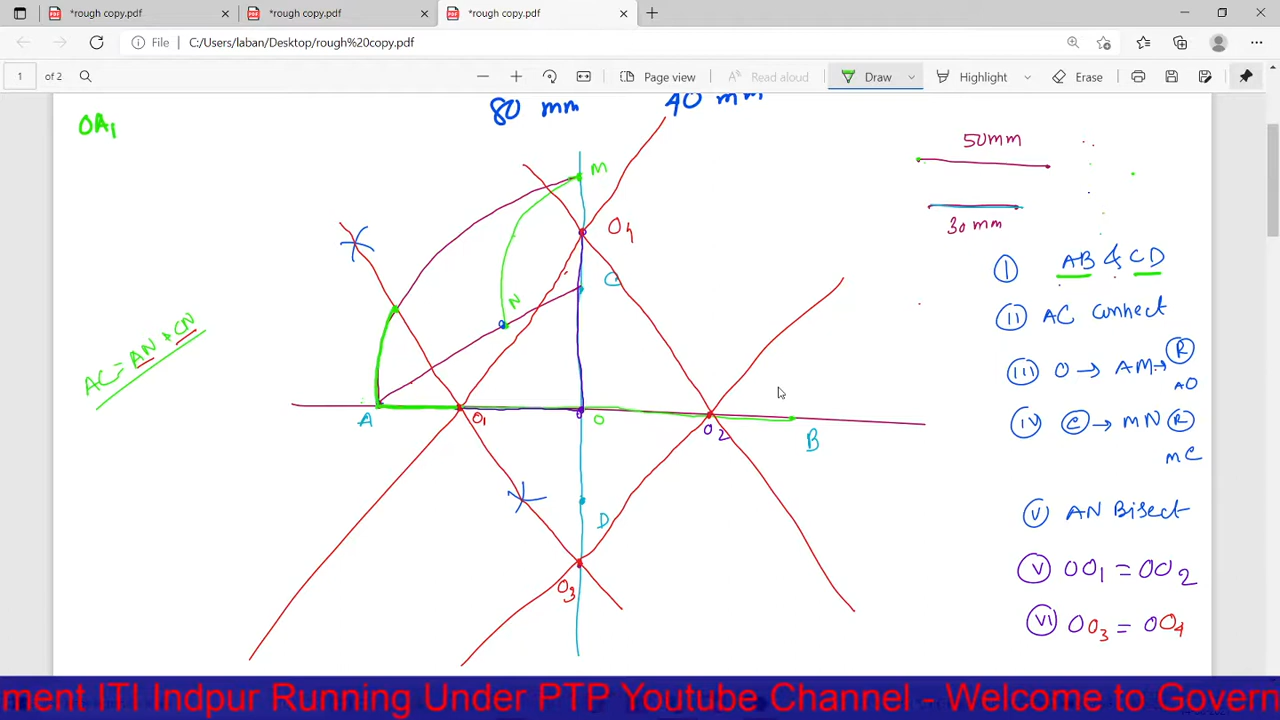 *rough copy.pdf
*rough copy.pdf
*rough copy.pdf
File
C:/Users/laban/Desktop/rough%20copy.pdf
1
of 2
Page view
Read aloud
Draw
Highlight
Erase
80 mm
40 mm
OA1
50mm
30 mm
M
O4
C
N
A
O1
O
O2
B
D
O3
AC = AN + CN
I AB & CD
II AC Connect
III O → AM → R
AO
IV C → MN R
MC
V AN Bisect
V OO1 = OO2
VI OO3 = OO4
ment ITI Indpur Running Under PTP Youtube Channel - Welcome to Govern